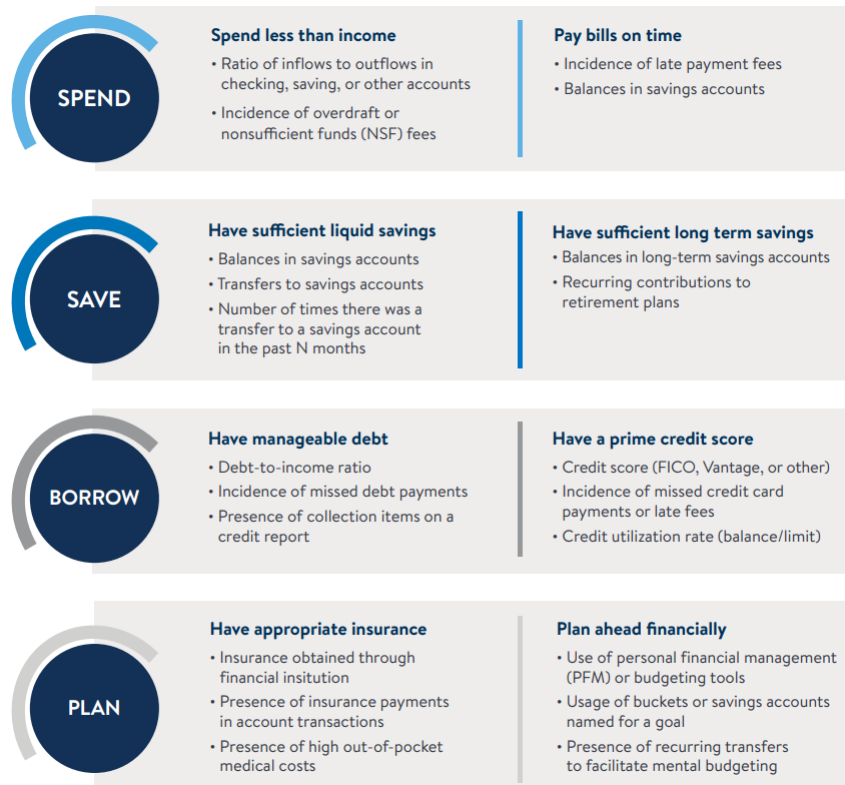 SPEND
Spend less than income
• Ratio of inflows to outflows in
checking, saving, or other accounts
• Incidence of overdraft or
nonsufficient funds (NSF) fees
Pay bills on time
• Incidence of late payment fees
• Balances in savings accounts
SAVE
Have sufficient liquid savings
• Balances in savings accounts
• Transfers to savings accounts
• Number of times there was a
transfer to a savings account
in the past N months
Have sufficient long term savings
• Balances in long-term savings accounts
• Recurring contributions to
retirement plans
BORROW
Have manageable debt
• Debt-to-income ratio
• Incidence of missed debt payments
• Presence of collection items on a
credit report
Have a prime credit score
• Credit score (FICO, Vantage, or other)
• Incidence of missed credit card
payments or late fees
• Credit utilization rate (balance/limit)
PLAN
Have appropriate insurance
• Insurance obtained through
financial insitution
• Presence of insurance payments
in account transactions
• Presence of high out-of-pocket
medical costs
Plan ahead financially
• Use of personal financial management
(PFM) or budgeting tools
• Usage of buckets or savings accounts
named for a goal
• Presence of recurring transfers
to facilitate mental budgeting